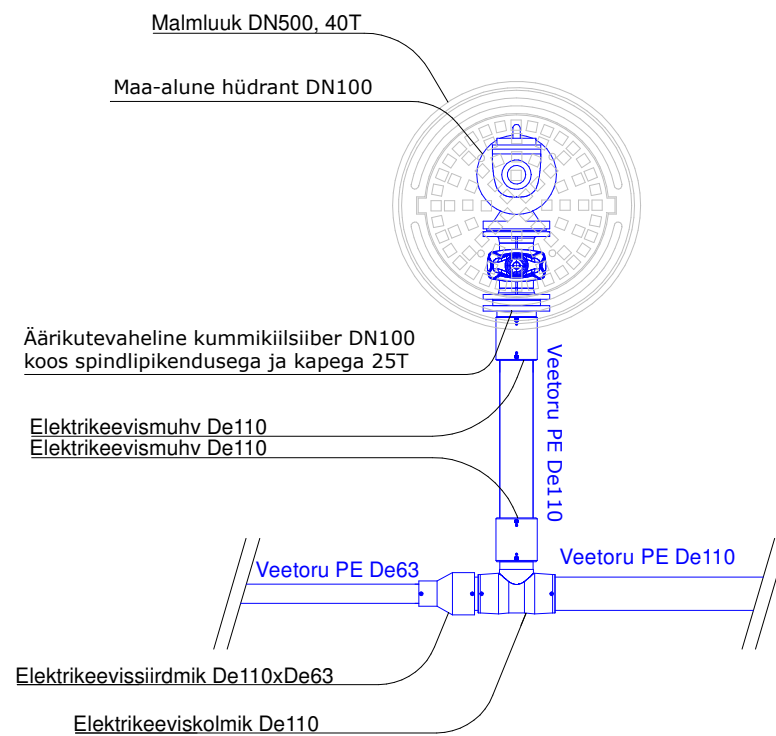 Malmluuk DN500, 40T
Maa-alune hüdrant DN100
Äärikutevaheline kummikiilsiiber DN100
koos spindlipikendusega ja kapega 25T
Veetoru PE De110
Elektrikeevismuhv De110
Elektrikeevismuhv De110
Veetoru PE De63
Veetoru PE De110
Elektrikeevissiirdmik De110xDe63
Elektrikeeviskolmik De110